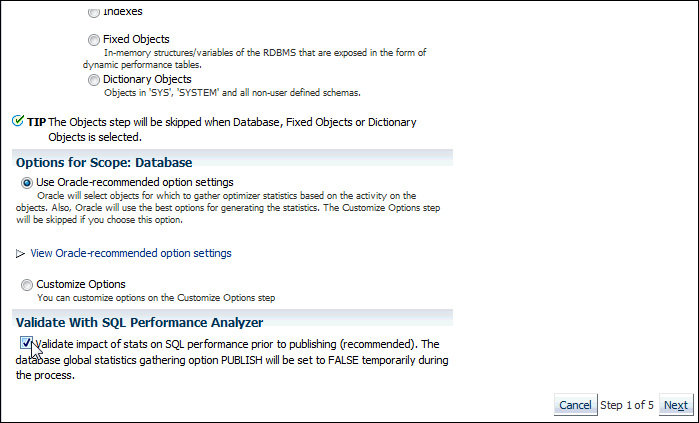 Indexes
Fixed Objects
In-memory structures/variables of the RDBMS that are exposed in the form of
dynamic performance tables.
Dictionary Objects
Objects in 'SYS', 'SYSTEM' and all non-user defined schemas.
TIP The Objects step will be skipped when Database, Fixed Objects or Dictionary
Objects is selected.
Options for Scope: Database
Use Oracle-recommended option settings
Oracle will select objects for which to gather optimizer statistics based on the activity on the
objects. Also, Oracle will use the best options for generating the statistics. The Customize Options step
will be skipped if you choose this option.
View Oracle-recommended option settings
Customize Options
You can customize options on the Customize Options step
Validate With SQL Performance Analyzer
Validate impact of stats on SQL performance prior to publishing (recommended). The
database global statistics gathering option PUBLISH will be set to FALSE temporarily during
the process.
Cancel Step 1 of 5 Next